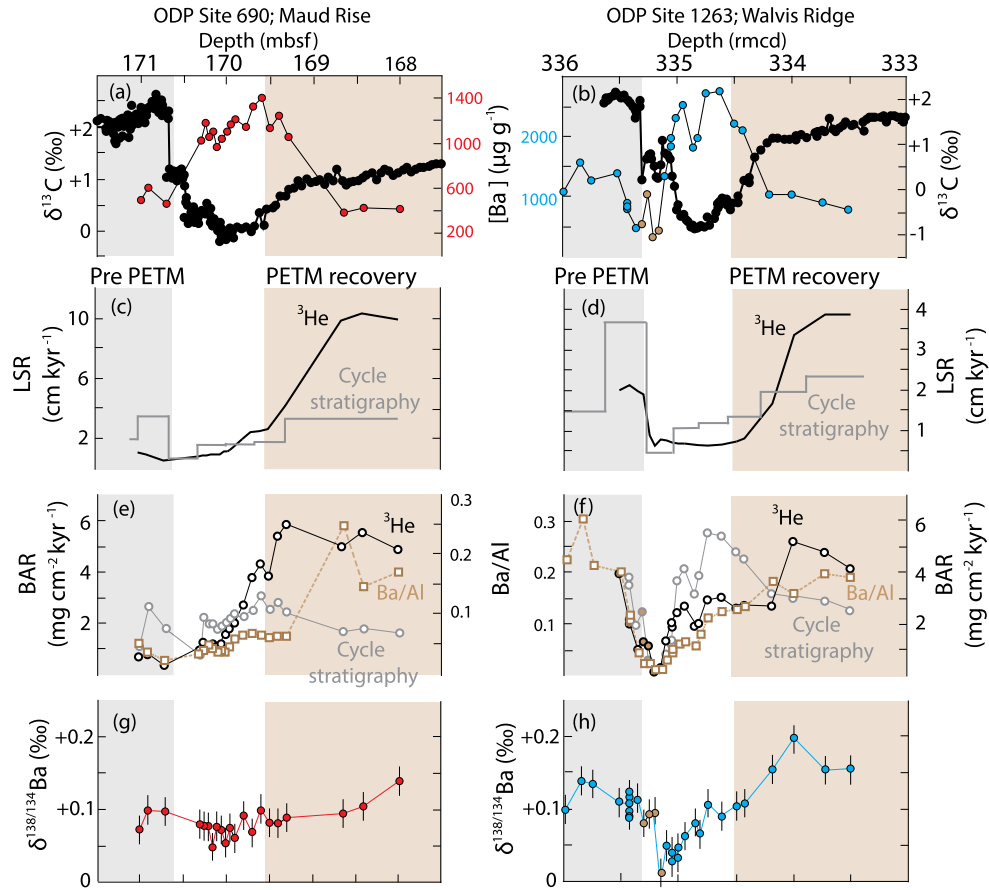 ODP Site 690; Maud Rise
Depth (mbsf)
171 170 169 168
ODP Site 1263; Walvis Ridge
Depth (rmcd)
336 335 334 333
(a)
δ13C (‰)
+2
+1
0
1400
1000
600
200
[Ba] (µg g-1)
(b)
2000
1000
+2
+1
0
-1
δ13C (‰)
Pre PETM
PETM recovery
Pre PETM
PETM recovery
(c)
LSR
(cm kyr-1)
10
6
2
3He
Cycle
stratigraphy
(d)
3He
Cycle
stratigraphy
4
3
2
1
LSR
(cm kyr-1)
(e)
BAR
(mg cm-2 kyr-1)
6
4
2
3He
Ba/Al
Cycle
stratigraphy
0.3
0.2
0.1
Ba/Al
(f)
0.3
0.2
0.1
3He
Ba/Al
Cycle
stratigraphy
6
4
2
BAR
(mg cm-2 kyr-1)
(g)
δ138/134Ba (‰)
+0.2
+0.1
0
(h)
δ138/134Ba (‰)
+0.2
+0.1
0